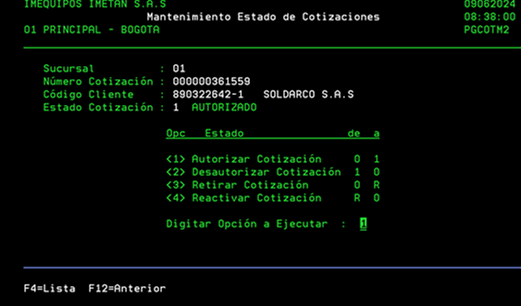 IMEQUIPOS IMETAN S.A.S 09062024
Mantenimiento Estado de Cotizaciones 08:38:00
01 PRINCIPAL - BOGOTA PGCOTM2
Sucursal : 01
Número Cotización : 000000361559
Código Cliente : 890322642-1 SOLDARCO S.A.S
Estado Cotización : 1 AUTORIZADO
Opc Estado de a
<1> Autorizar Cotización 0 1
<2> Desautorizar Cotización 1 0
<3> Retirar Cotización 0 R
<4> Reactivar Cotización R 0
Digitar Opción a Ejecutar : 1
F4=Lista F12=Anterior